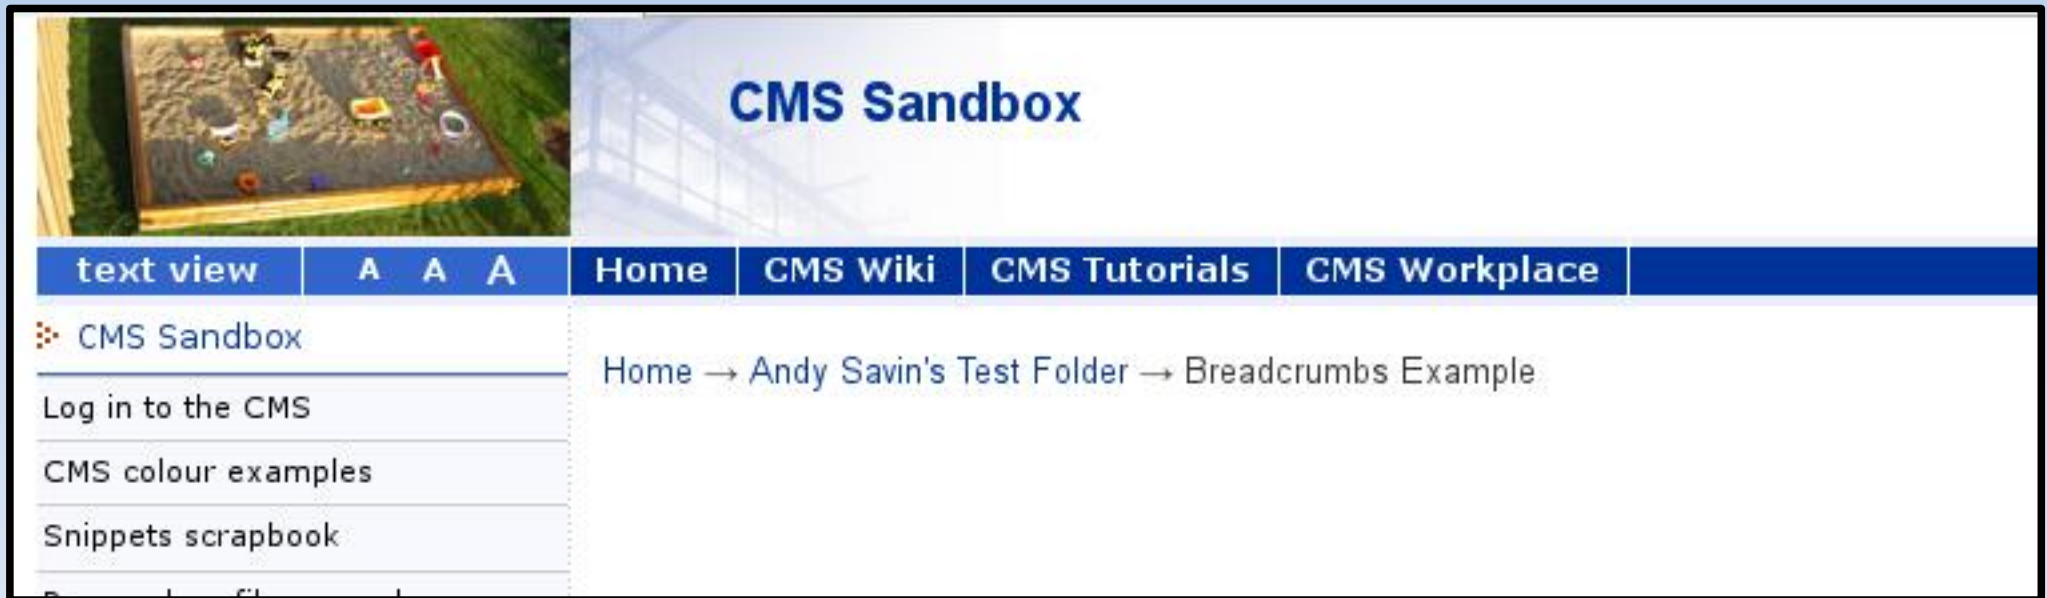 CMS Sandbox
text view A A A Home CMS Wiki CMS Tutorials CMS Workplace
CMS Sandbox
Home → Andy Savin's Test Folder → Breadcrumbs Example
Log in to the CMS
CMS colour examples
Snippets scrapbook